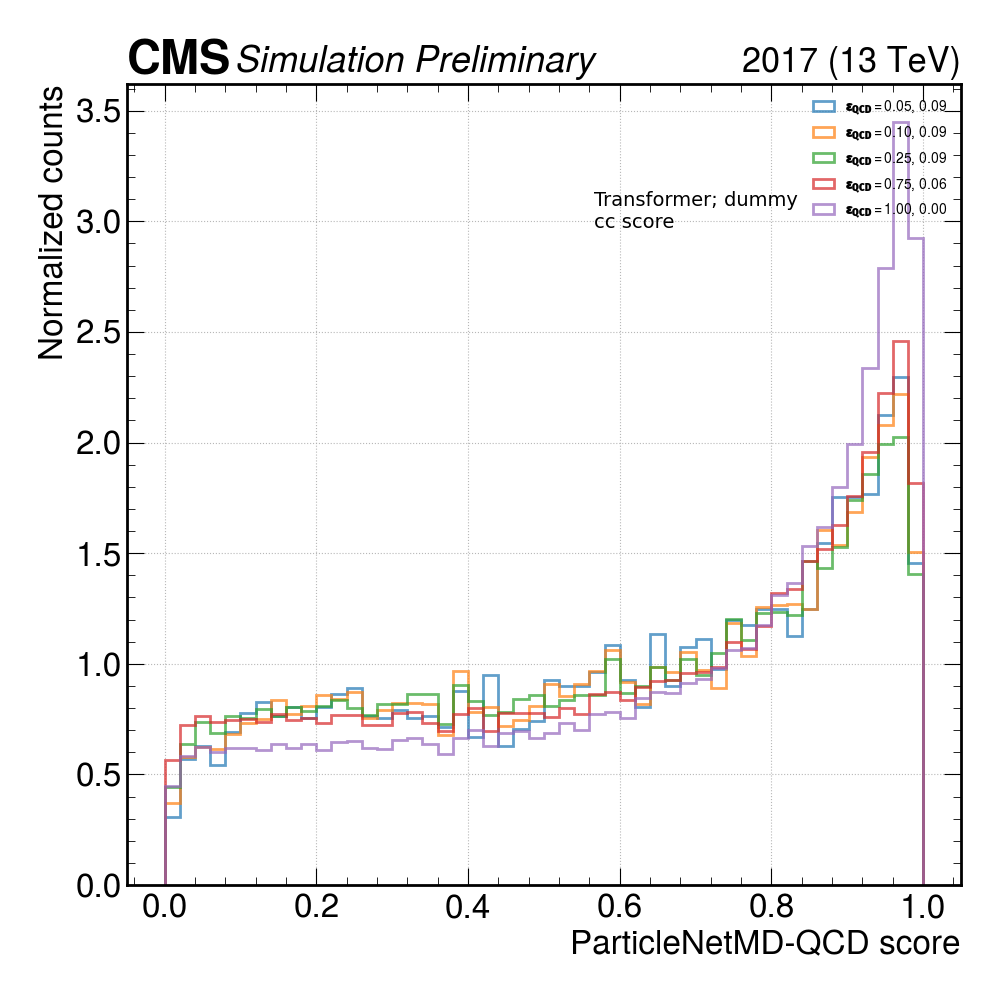 CMS Simulation Preliminary 2017 (13 TeV)
Normalized counts
3.5
3.0
2.5
2.0
1.5
1.0
0.5
0.0
εQCD = 0.05, 0.09
εQCD = 0.10, 0.09
εQCD = 0.25, 0.09
εQCD = 0.75, 0.06
εQCD = 1.00, 0.00
Transformer; dummy
cc score
0.0 0.2 0.4 0.6 0.8 1.0
ParticleNetMD-QCD score